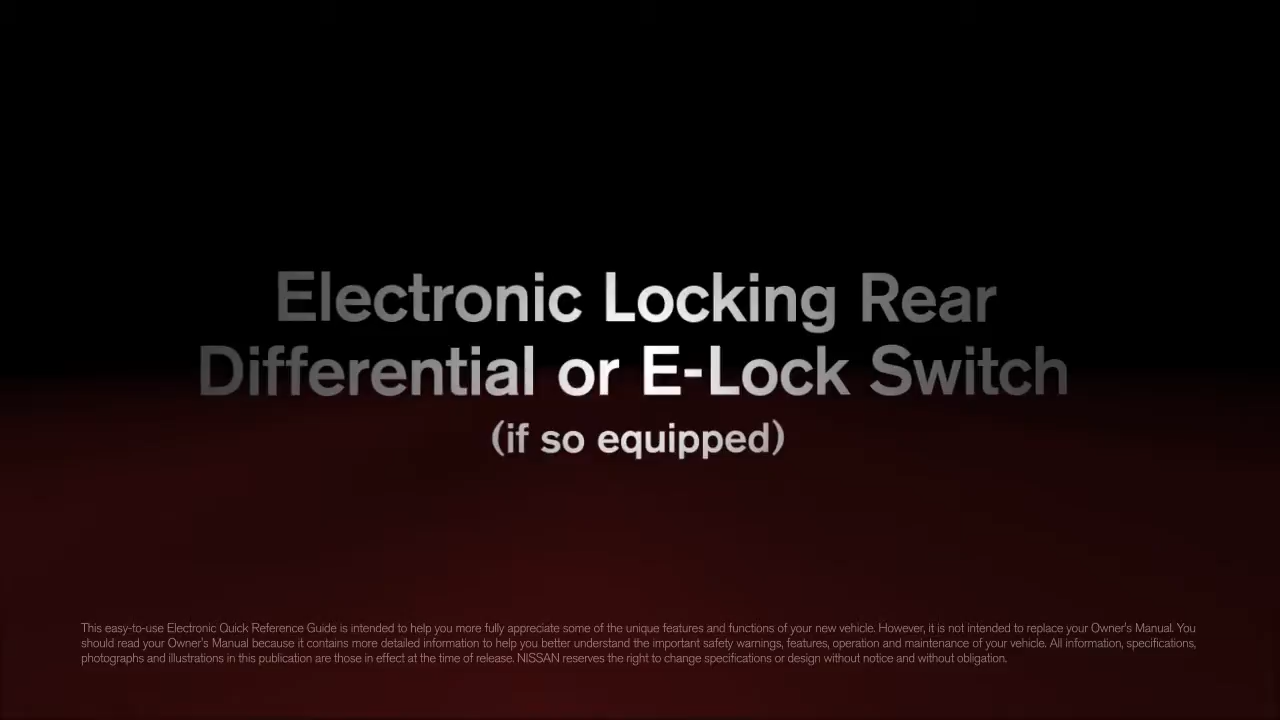 Electronic Locking Rear
Differential or E-Lock Switch
(if so equipped)
This easy-to-use Electronic Quick Reference Guide is intended to help you more fully appreciate some of the unique features and functions of your new vehicle. However, it is not intended to replace your Owner's Manual. You
should read your Owner's Manual because it contains more detailed information to help you better understand the important safety warnings, features, operation and maintenance of your vehicle. All information, specifications,
photographs and illustrations in this publication are those in effect at the time of release. NISSAN reserves the right to change specifications or design without notice and without obligation.